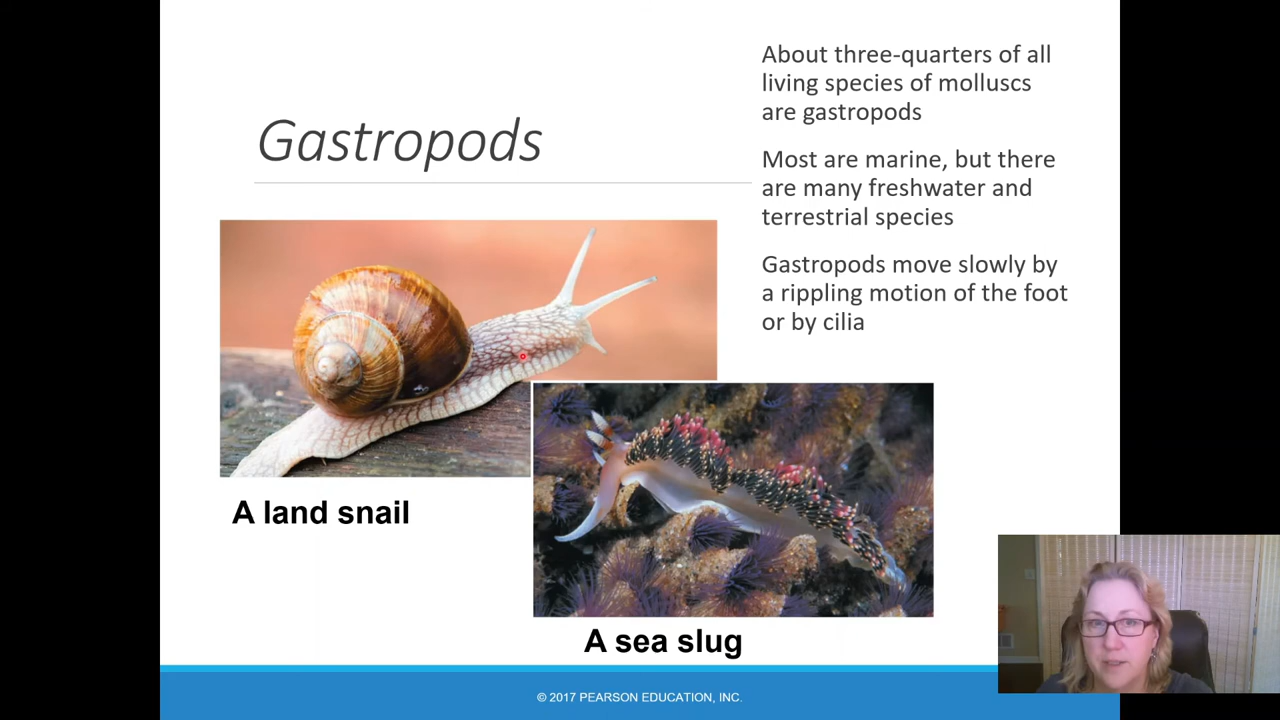 Gastropods
About three-quarters of all
living species of molluscs
are gastropods
Most are marine, but there
are many freshwater and
terrestrial species
Gastropods move slowly by
a rippling motion of the foot
or by cilia
A land snail
A sea slug
© 2017 PEARSON EDUCATION, INC.